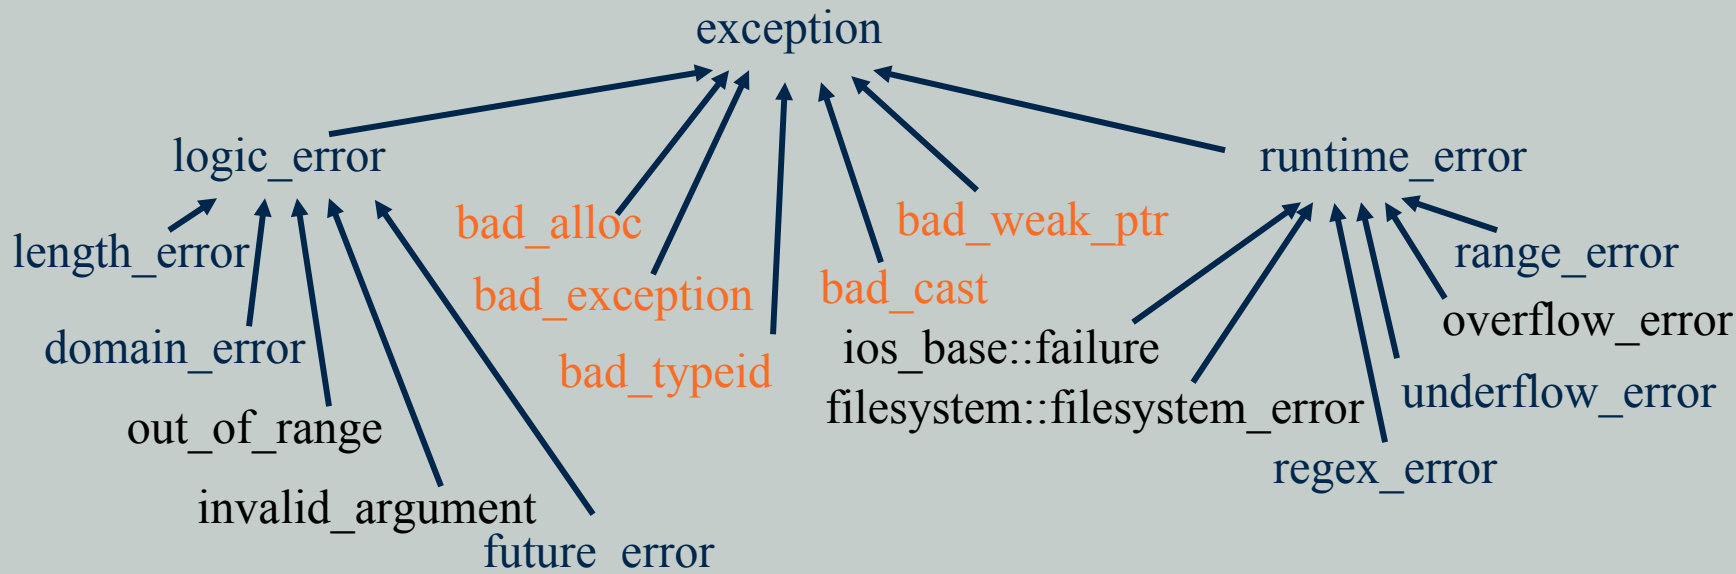 exception
logic_error
runtime_error
bad_alloc
bad_weak_ptr
length_error
range_error
bad_exception
bad_cast
overflow_error
domain_error
ios_base::failure
bad_typeid
underflow_error
filesystem::filesystem_error
out_of_range
regex_error
invalid_argument
future_error